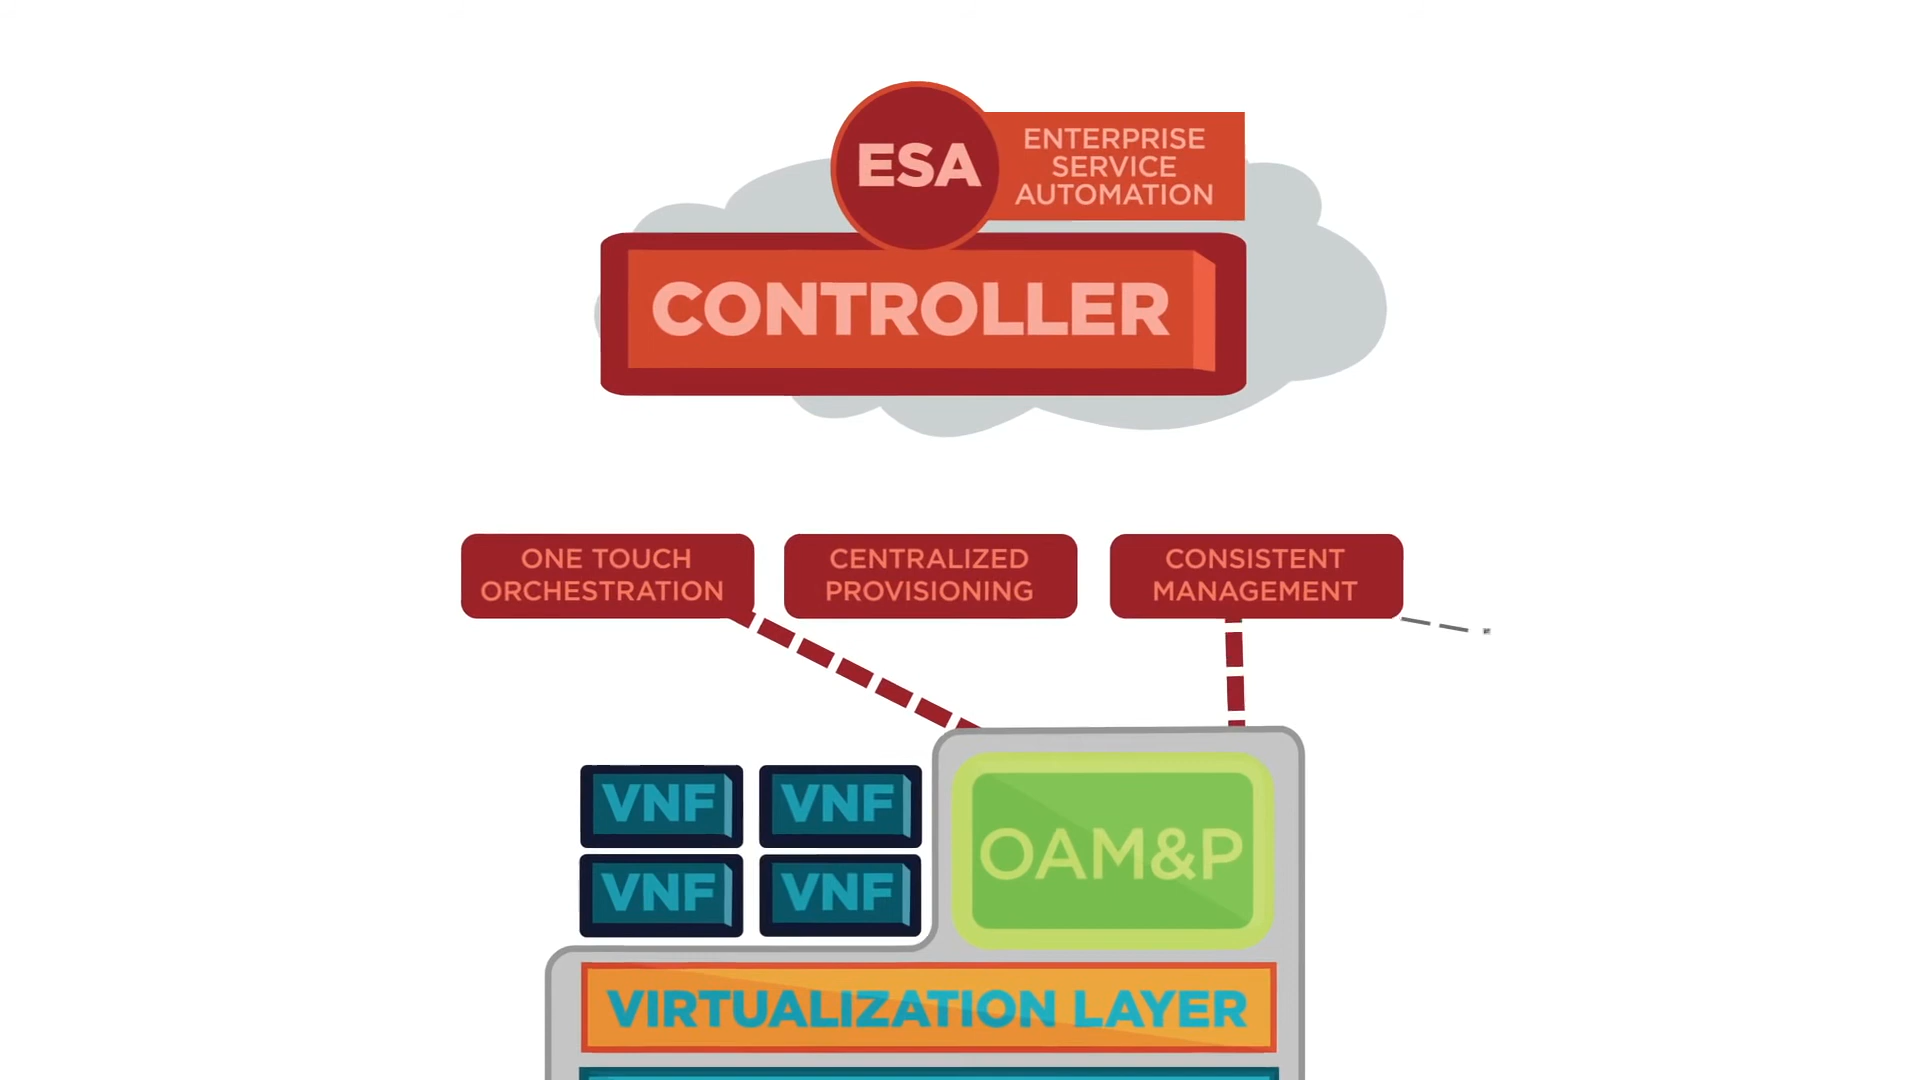 ESA
ENTERPRISE
SERVICE
AUTOMATION
CONTROLLER
ONE TOUCH
ORCHESTRATION
CENTRALIZED
PROVISIONING
CONSISTENT
MANAGEMENT
VNF VNF
VNF VNF
OAM&P
VIRTUALIZATION LAYER